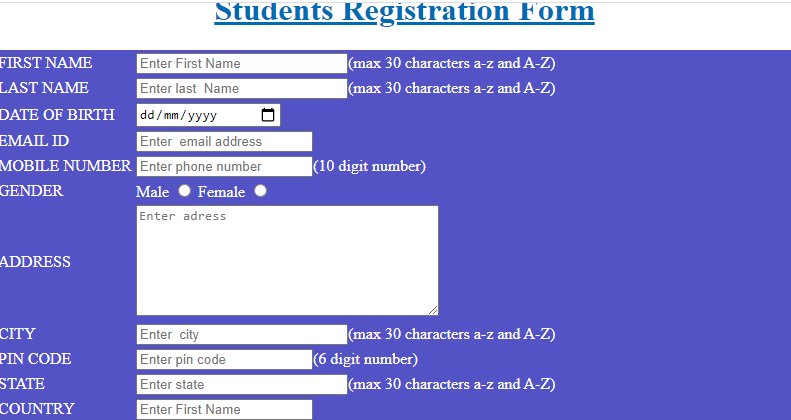 Students Registration Form
FIRST NAME Enter First Name (max 30 characters a-z and A-Z)
LAST NAME Enter last  Name (max 30 characters a-z and A-Z)
DATE OF BIRTH dd/mm/yyyy
EMAIL ID Enter  email address
MOBILE NUMBER Enter phone number (10 digit number)
GENDER Male Female
Enter adress
ADDRESS
CITY Enter  city (max 30 characters a-z and A-Z)
PIN CODE Enter pin code (6 digit number)
STATE Enter state (max 30 characters a-z and A-Z)
COUNTRY Enter First Name